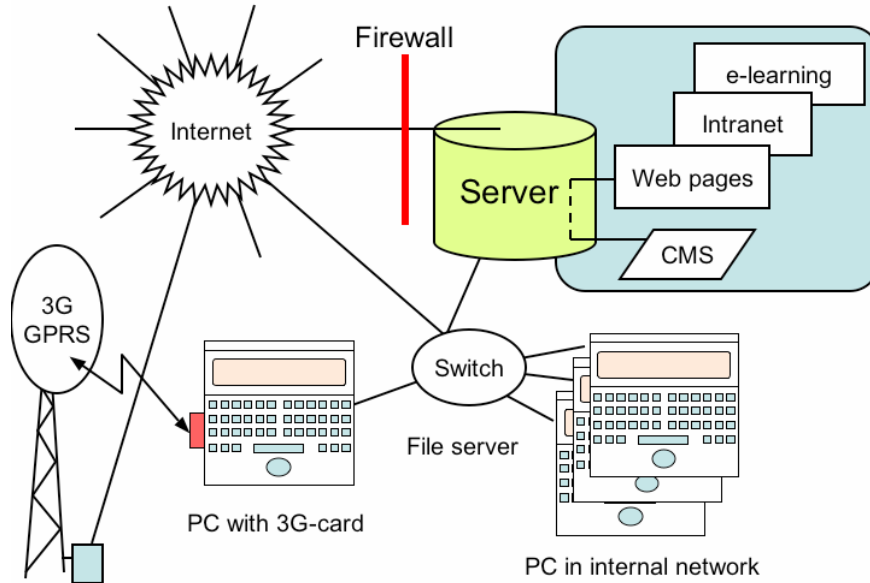 Firewall
e-learning
Internet
Intranet
Server
Web pages
CMS
3G
GPRS
Switch
File server
PC with 3G-card
PC in internal network